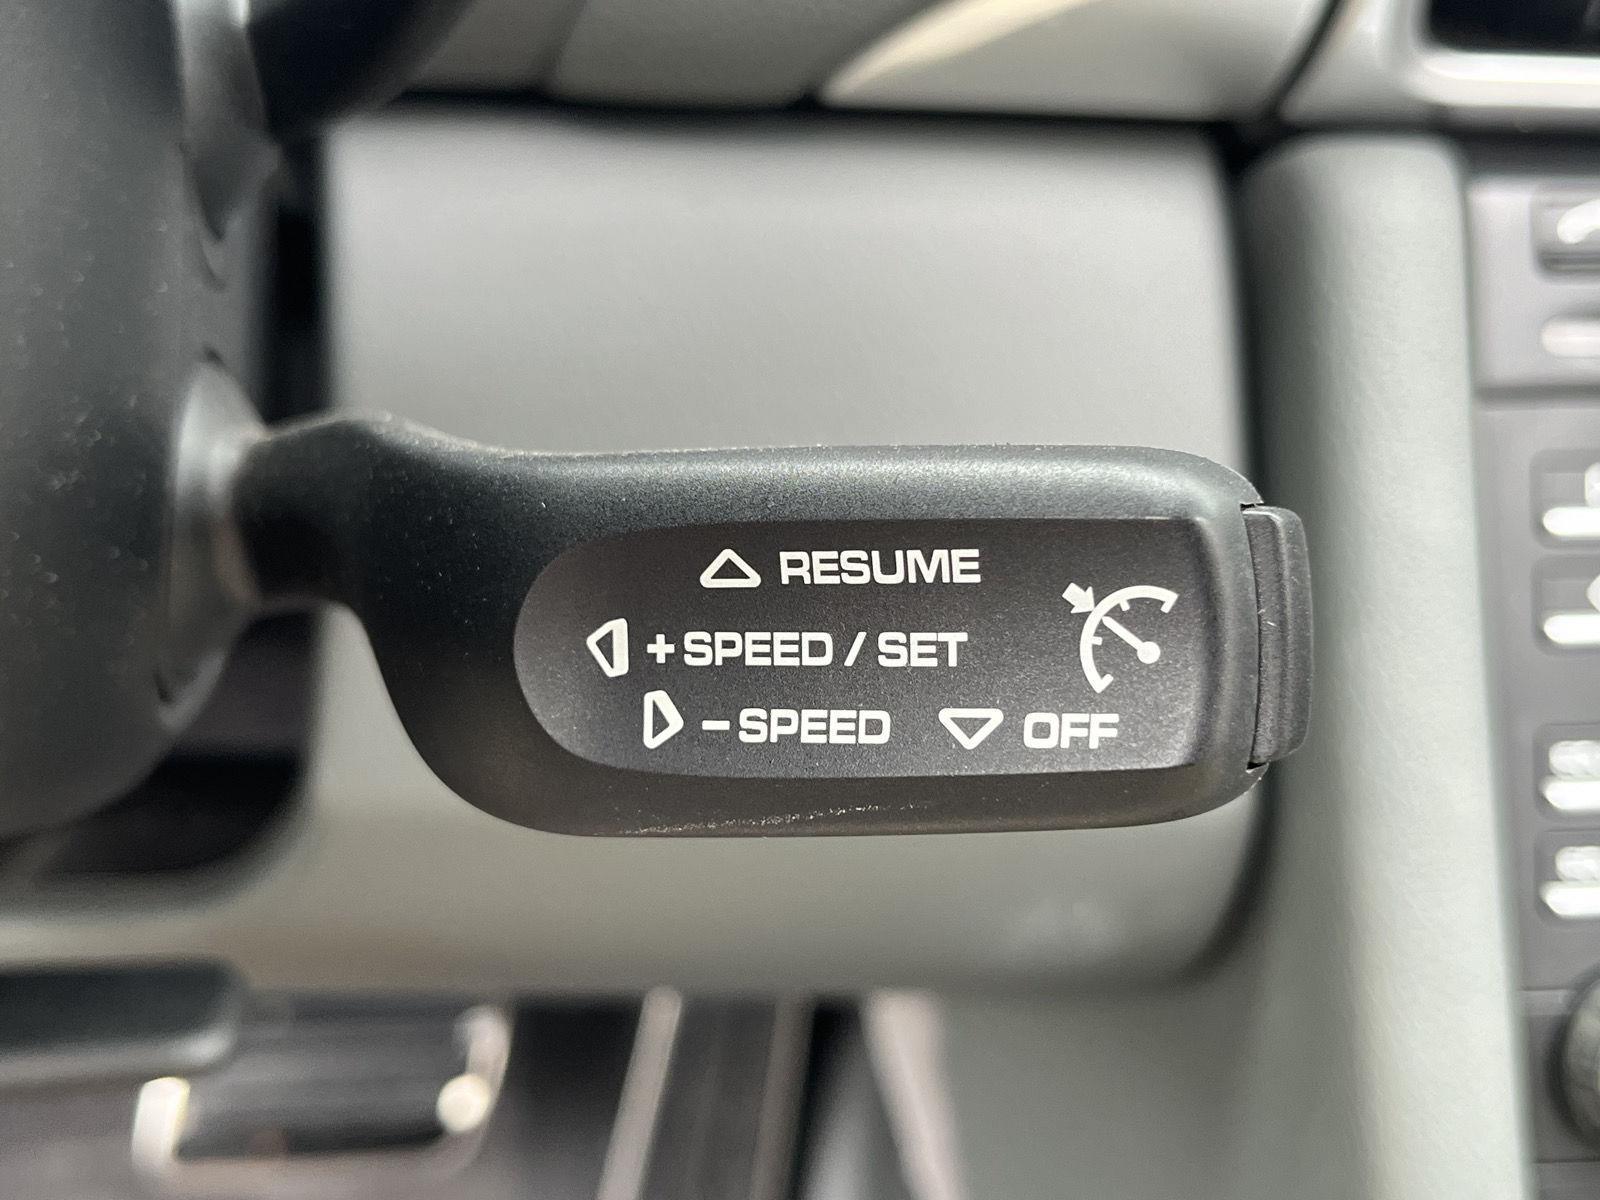 RESUME
+SPEED / SET
-SPEED OFF